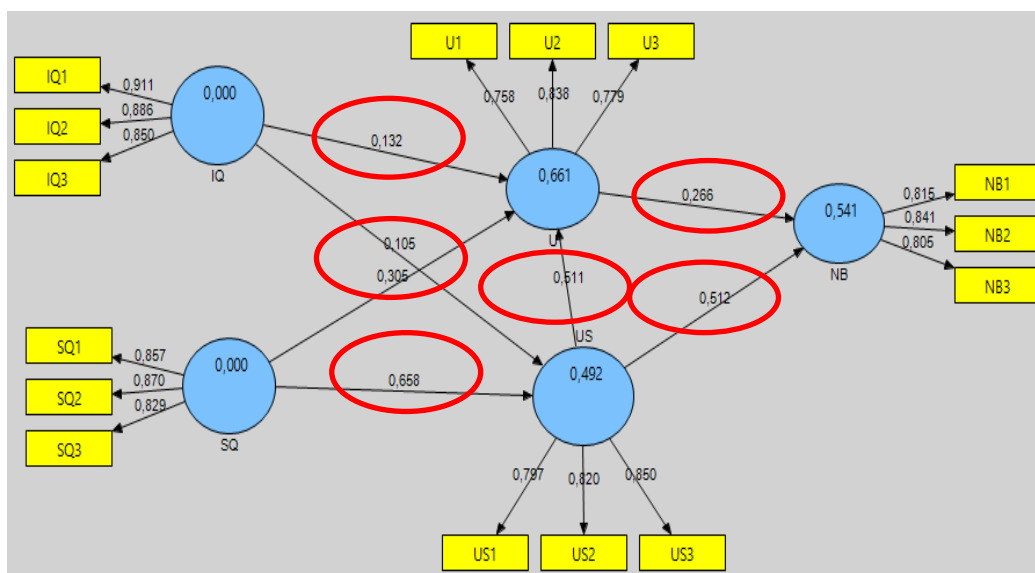 U1
U2
U3
IQ1
IQ2
IQ3
0,911
0,886
0,850
0,000
IQ
0,758
0,838
0,779
0,132
0,661
U
0,266
0,541
NB
0,815
0,841
0,805
NB1
NB2
NB3
0,105
0,305
0,511
0,512
SQ1
SQ2
SQ3
0,857
0,870
0,829
0,000
SQ
0,658
US
0,492
0,797
0,820
0,850
US1
US2
US3